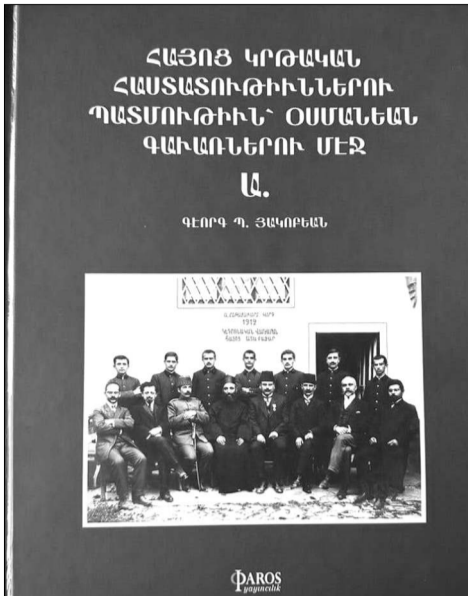 ՀԱՅՈՑ ԿՐԹԱԿԱՆ
ՀԱՍՏԱՏՈՒԹԻՒՆՆԵՐՈՒ
ՊԱՏՄՈՒԹԻՒՆ՝ ՕՍՄԱՆԵԱՆ
ԳԱՒԱՌՆԵՐՈՒ ՄԷՋ
Ա.
ԳԷՈՐԳ Պ. ՅԱԿՈԲԵԱՆ
1919
PAROS
yayıncılık